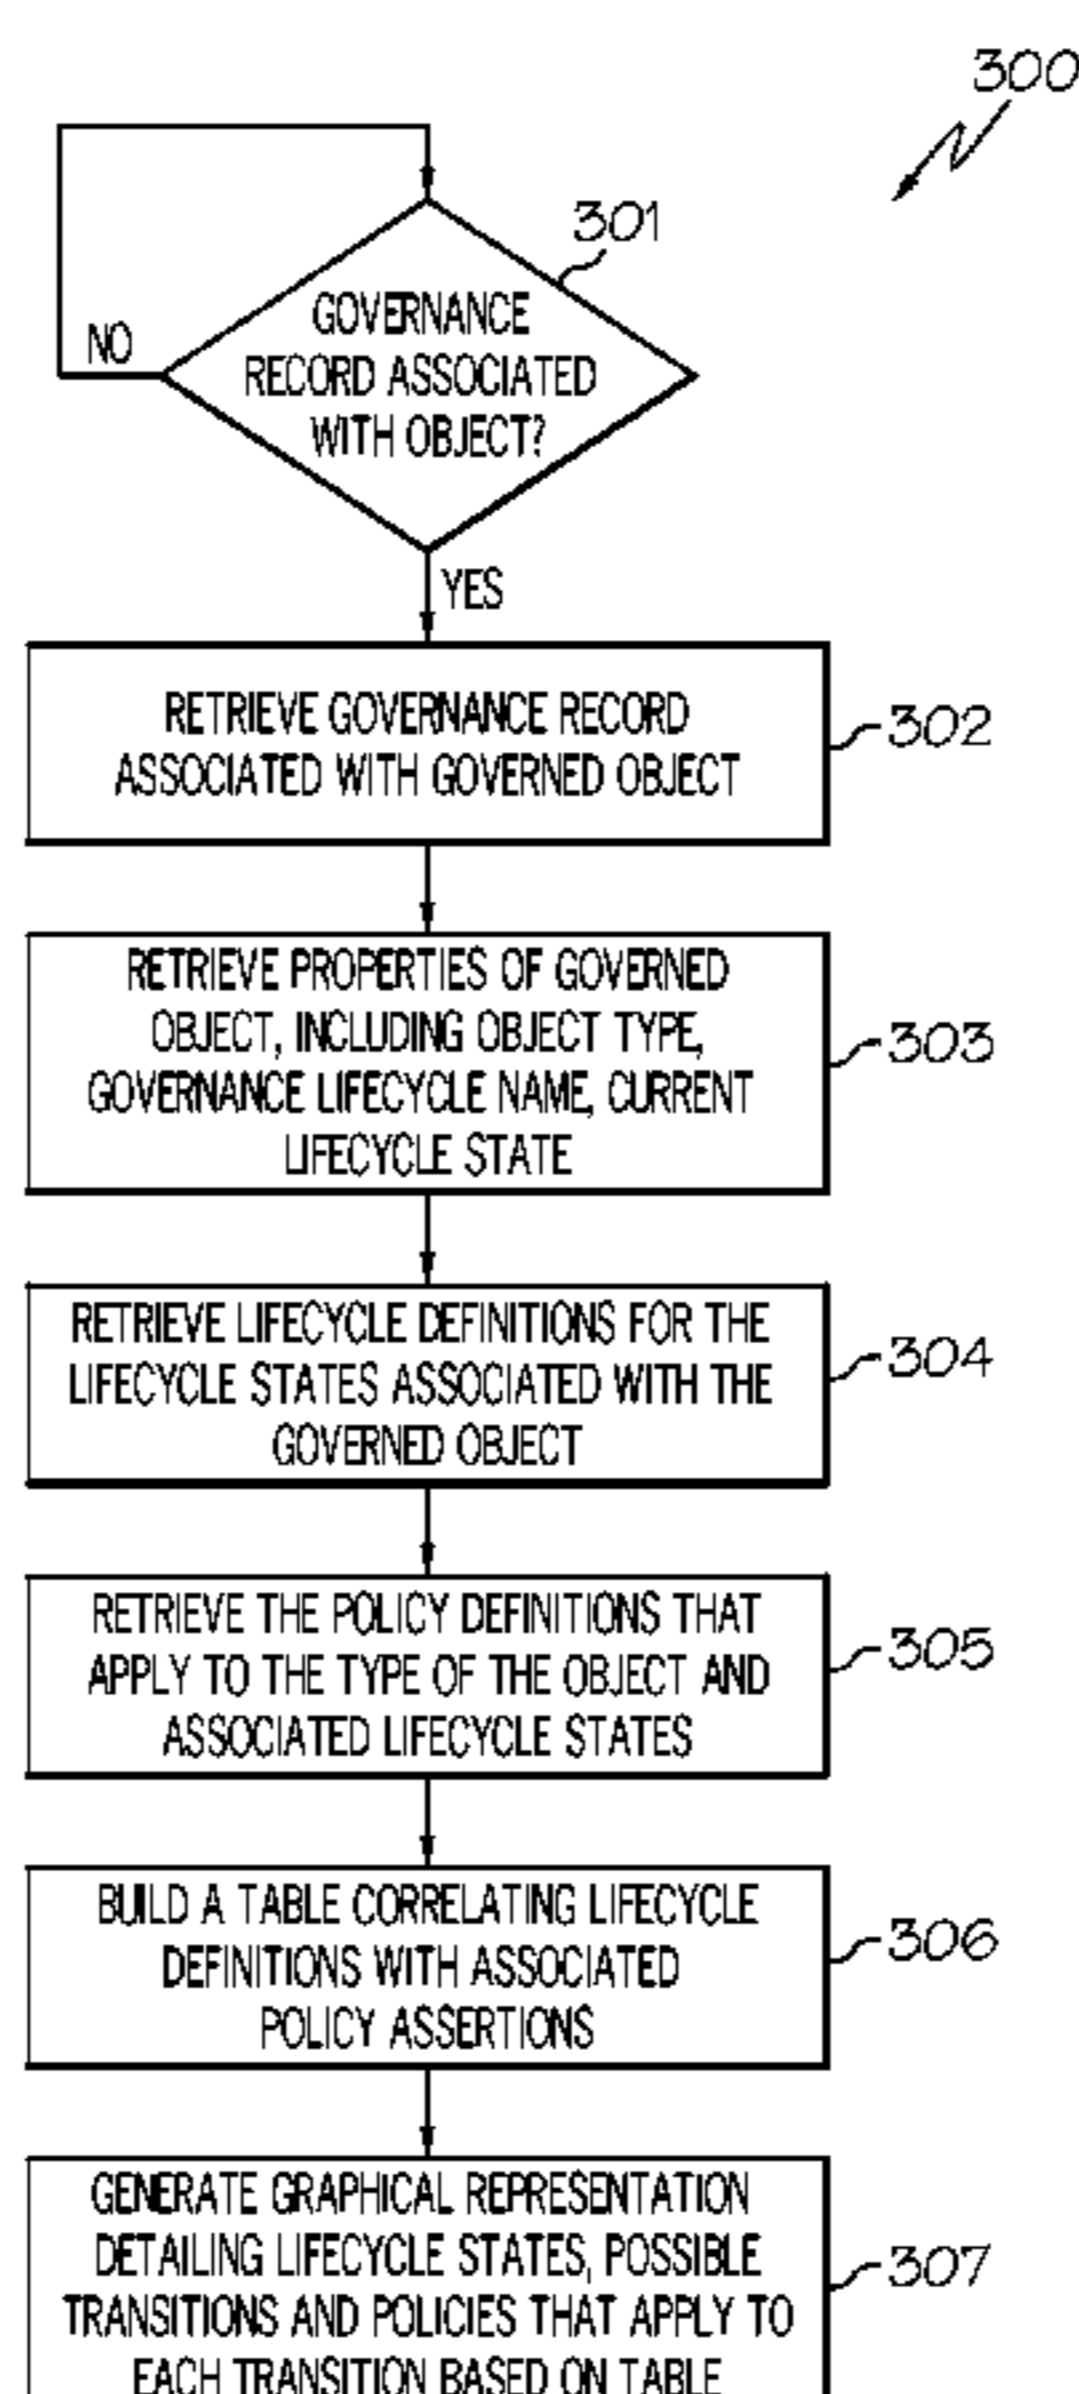 300
301
GOVERNANCE
RECORD ASSOCIATED
WITH OBJECT?
NO
YES
RETRIEVE GOVERNANCE RECORD
ASSOCIATED WITH GOVERNED OBJECT
302
RETRIEVE PROPERTIES OF GOVERNED
OBJECT, INCLUDING OBJECT TYPE,
GOVERNANCE LIFECYCLE NAME, CURRENT
LIFECYCLE STATE
303
RETRIEVE LIFECYCLE DEFINITIONS FOR THE
LIFECYCLE STATES ASSOCIATED WITH THE
GOVERNED OBJECT
304
RETRIEVE THE POLICY DEFINITIONS THAT
APPLY TO THE TYPE OF THE OBJECT AND
ASSOCIATED LIFECYCLE STATES
305
BUILD A TABLE CORRELATING LIFECYCLE
DEFINITIONS WITH ASSOCIATED
POLICY ASSERTIONS
306
GENERATE GRAPHICAL REPRESENTATION
DETAILING LIFECYCLE STATES, POSSIBLE
TRANSITIONS AND POLICIES THAT APPLY TO
EACH TRANSITION BASED ON TABLE
307